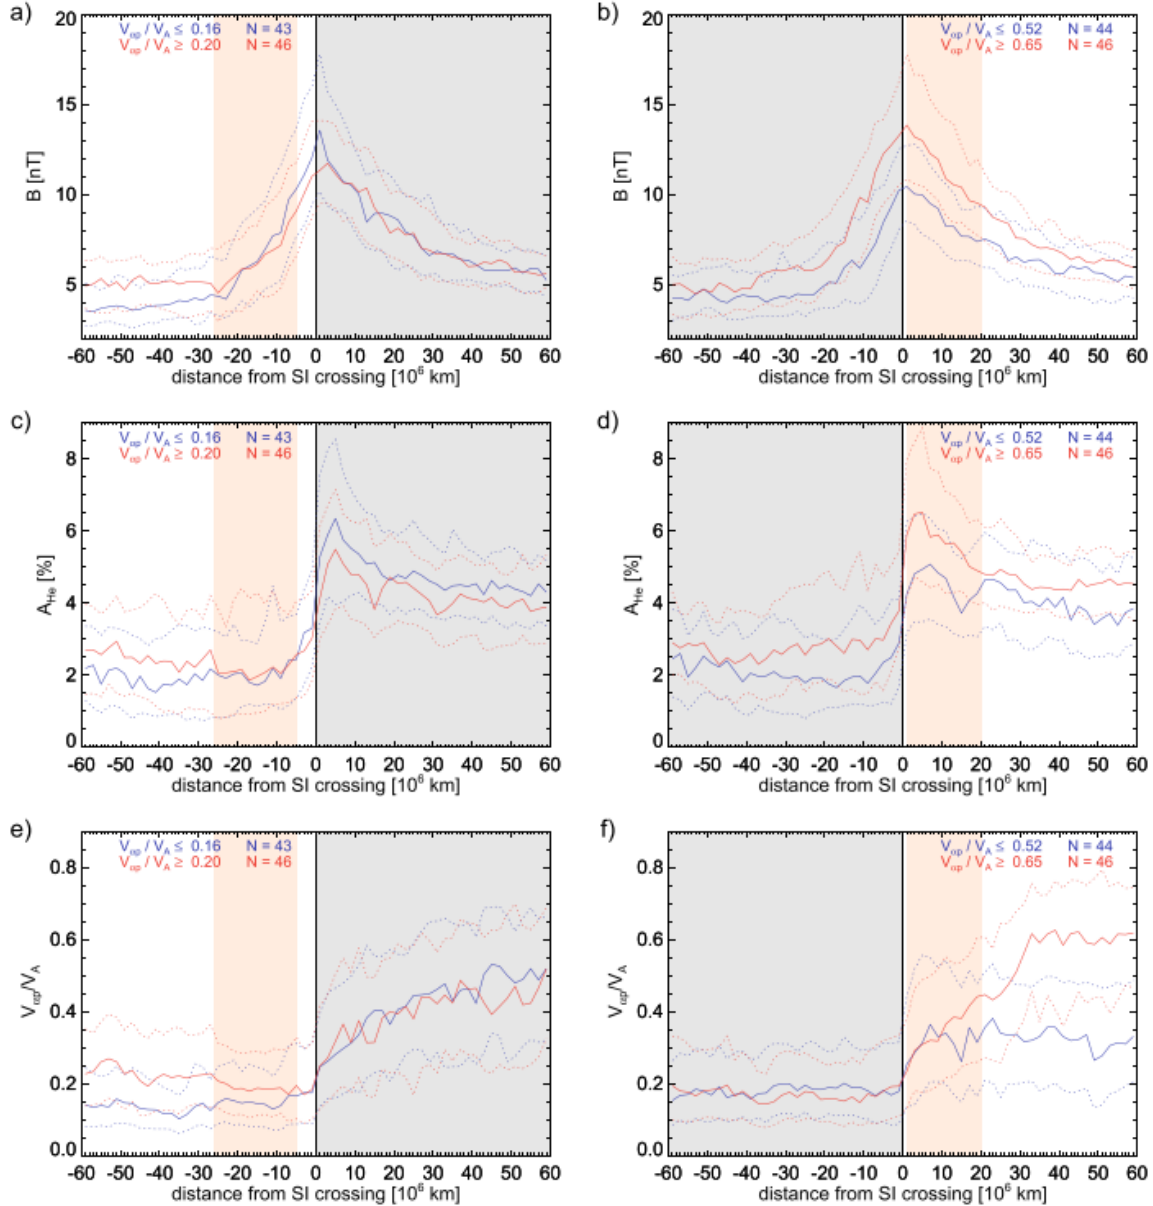 a)
V_αp / V_A ≤ 0.16 N = 43
V_αp / V_A ≥ 0.20 N = 46
20
15
10
5
B [nT]
-60 -50 -40 -30 -20 -10 0 10 20 30 40 50 60
distance from SI crossing [10^6 km]
b)
V_αp / V_A ≤ 0.52 N = 44
V_αp / V_A ≥ 0.65 N = 46
20
15
10
5
B [nT]
-60 -50 -40 -30 -20 -10 0 10 20 30 40 50 60
distance from SI crossing [10^6 km]
c)
V_αp / V_A ≤ 0.16 N = 43
V_αp / V_A ≥ 0.20 N = 46
8
6
4
2
0
A_He [%]
-60 -50 -40 -30 -20 -10 0 10 20 30 40 50 60
distance from SI crossing [10^6 km]
d)
V_αp / V_A ≤ 0.52 N = 44
V_αp / V_A ≥ 0.65 N = 46
8
6
4
2
0
A_He [%]
-60 -50 -40 -30 -20 -10 0 10 20 30 40 50 60
distance from SI crossing [10^6 km]
e)
V_αp / V_A ≤ 0.16 N = 43
V_αp / V_A ≥ 0.20 N = 46
0.8
0.6
0.4
0.2
0.0
V_αp/V_A
-60 -50 -40 -30 -20 -10 0 10 20 30 40 50 60
distance from SI crossing [10^6 km]
f)
V_αp / V_A ≤ 0.52 N = 44
V_αp / V_A ≥ 0.65 N = 46
0.8
0.6
0.4
0.2
0.0
V_αp/V_A
-60 -50 -40 -30 -20 -10 0 10 20 30 40 50 60
distance from SI crossing [10^6 km]